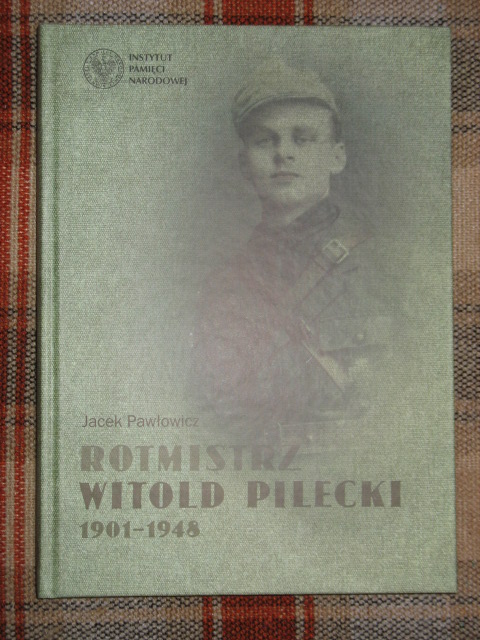 INSTYTUT
PAMIĘCI
NARODOWEJ
Jacek Pawłowicz
ROTMISTRZ
WITOLD PILECKI
1901–1948